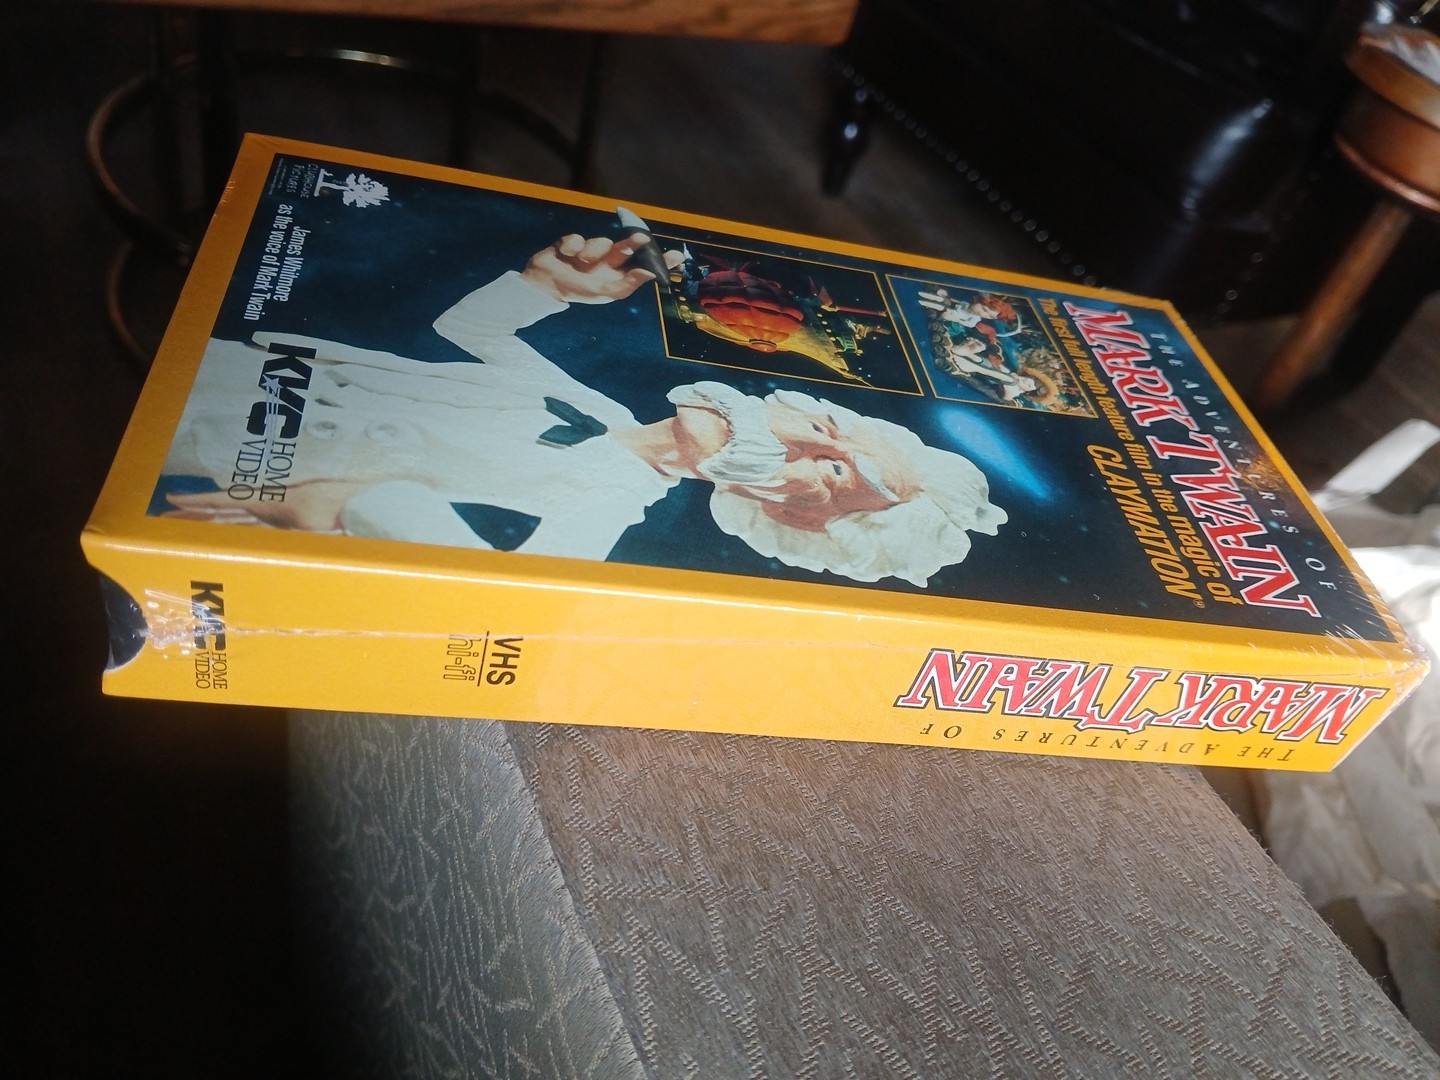 THE ADVENTURES OF
MARK TWAIN
The first full length feature film in the magic of
CLAYMATION®
James Whitmore
as the voice of Mark Twain
CLUBHOUSE
PICTURES
KVC HOME
VIDEO
THE ADVENTURES OF
MARK TWAIN
VHS
hi-fi
KVC HOME
VIDEO